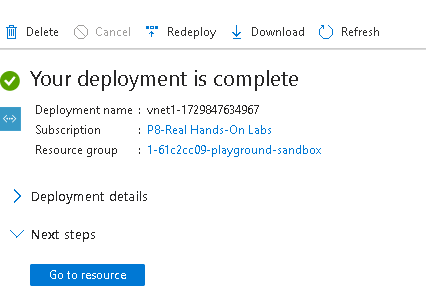 Delete Cancel Redeploy Download Refresh
Your deployment is complete
Deployment name : vnet1-1729847634967
Subscription : P8-Real Hands-On Labs
Resource group : 1-61c2cc09-playground-sandbox
Deployment details
Next steps
Go to resource